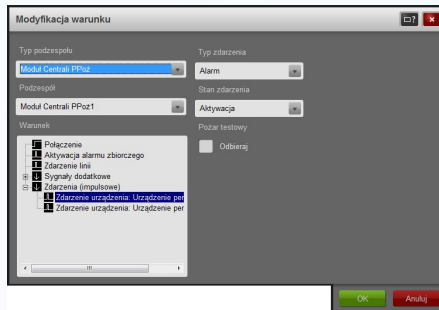 Modyfikacja warunku
Typ podzespołu
Moduł Centrali PPoż
Podzespół
Moduł Centrali PPoż1
Warunek
Połączenie
Aktywacja alarmu zbiorczego
Zdarzenie linii
Sygnały dodatkowe
Zdarzenia (impulsowe)
Zdarzenie urządzenia: Urządzenie per
Zdarzenie urządzenia: Urządzenie per
Typ zdarzenia
Alarm
Stan zdarzenia
Aktywacja
Pożar testowy
Odbieraj
OK
Anuluj